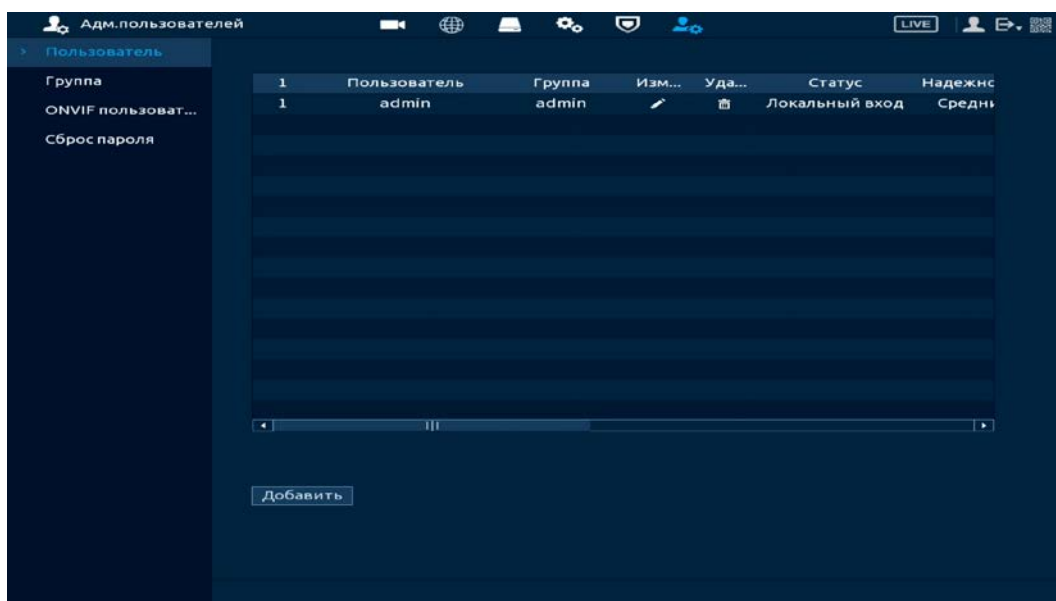 Адм.пользователей LIVE
Пользователь
Группа
ONVIF пользоват...
Сброс пароля
1 Пользователь Группа Изм... Уда... Статус Надежнс
1 admin admin Локальный вход Средни
Добавить